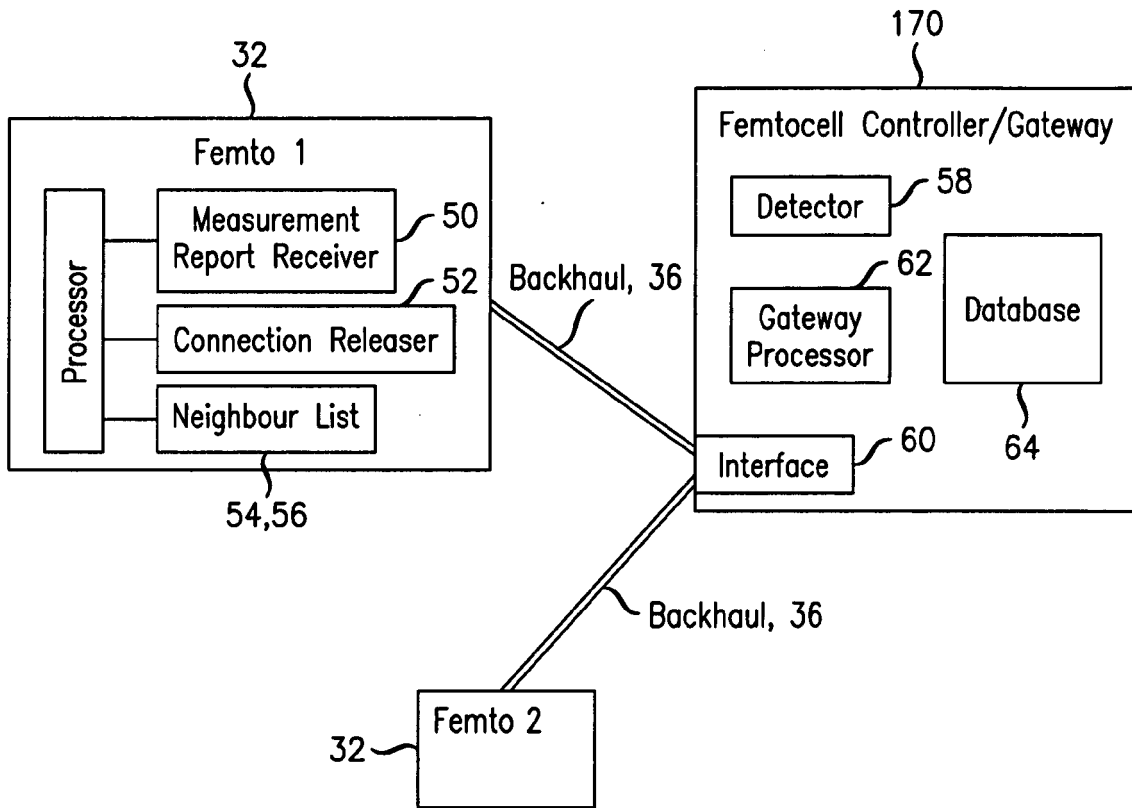 32
Femto 1
Processor
Measurement
Report Receiver
50
52
Connection Releaser
Neighbour List
54,56
Backhaul, 36
170
Femtocell Controller/Gateway
Detector
58
62
Gateway
Processor
Database
64
Interface
60
Backhaul, 36
Femto 2
32